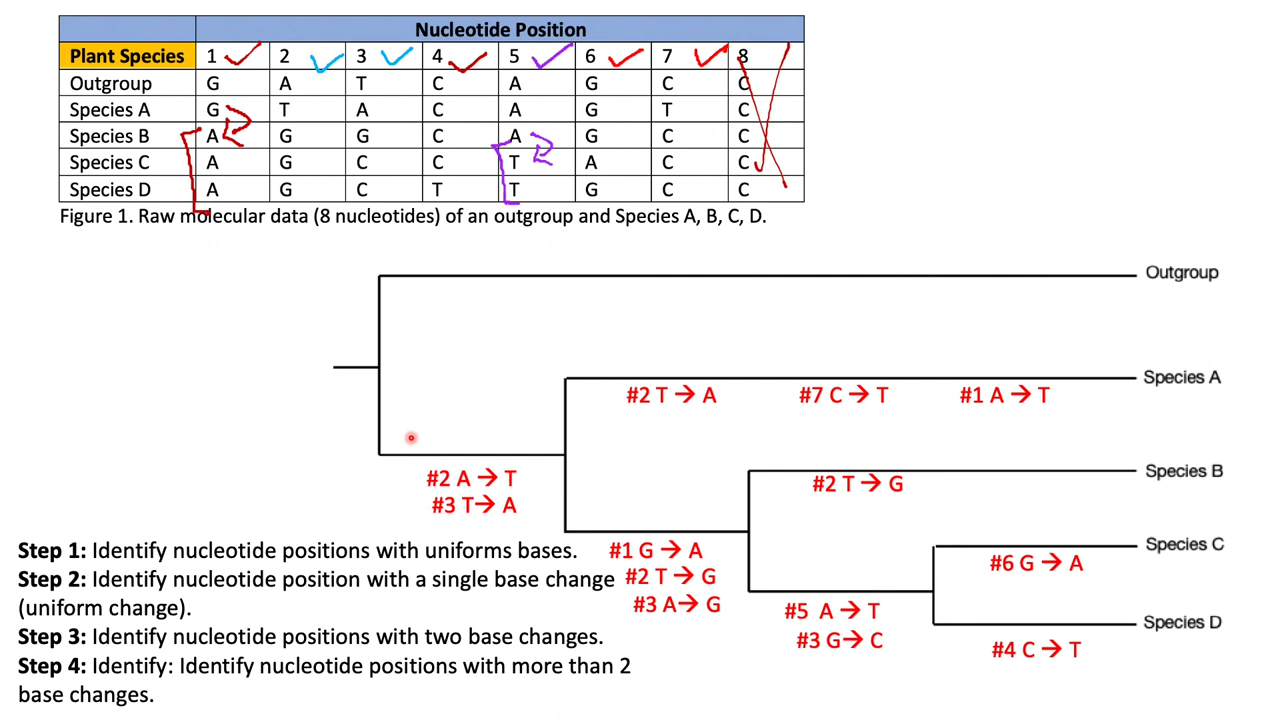 Nucleotide Position
Plant Species 1 2 3 4 5 6 7 8
Outgroup G A T C A G C C
Species A G T A C A G T C
Species B A G G C A G C C
Species C A G C C T A C C
Species D A G C T T G C C
Figure 1. Raw molecular data (8 nucleotides) of an outgroup and Species A, B, C, D.
Outgroup
Species A
#2 T → A #7 C → T #1 A → T
Species B
#2 T → G
#2 A → T
#3 T → A
Species C
#6 G → A
#1 G → A
#2 T → G
#3 A → G
#5 A → T
#3 G → C
Species D
#4 C → T
Step 1: Identify nucleotide positions with uniforms bases.
Step 2: Identify nucleotide position with a single base change
(uniform change).
Step 3: Identify nucleotide positions with two base changes.
Step 4: Identify: Identify nucleotide positions with more than 2
base changes.